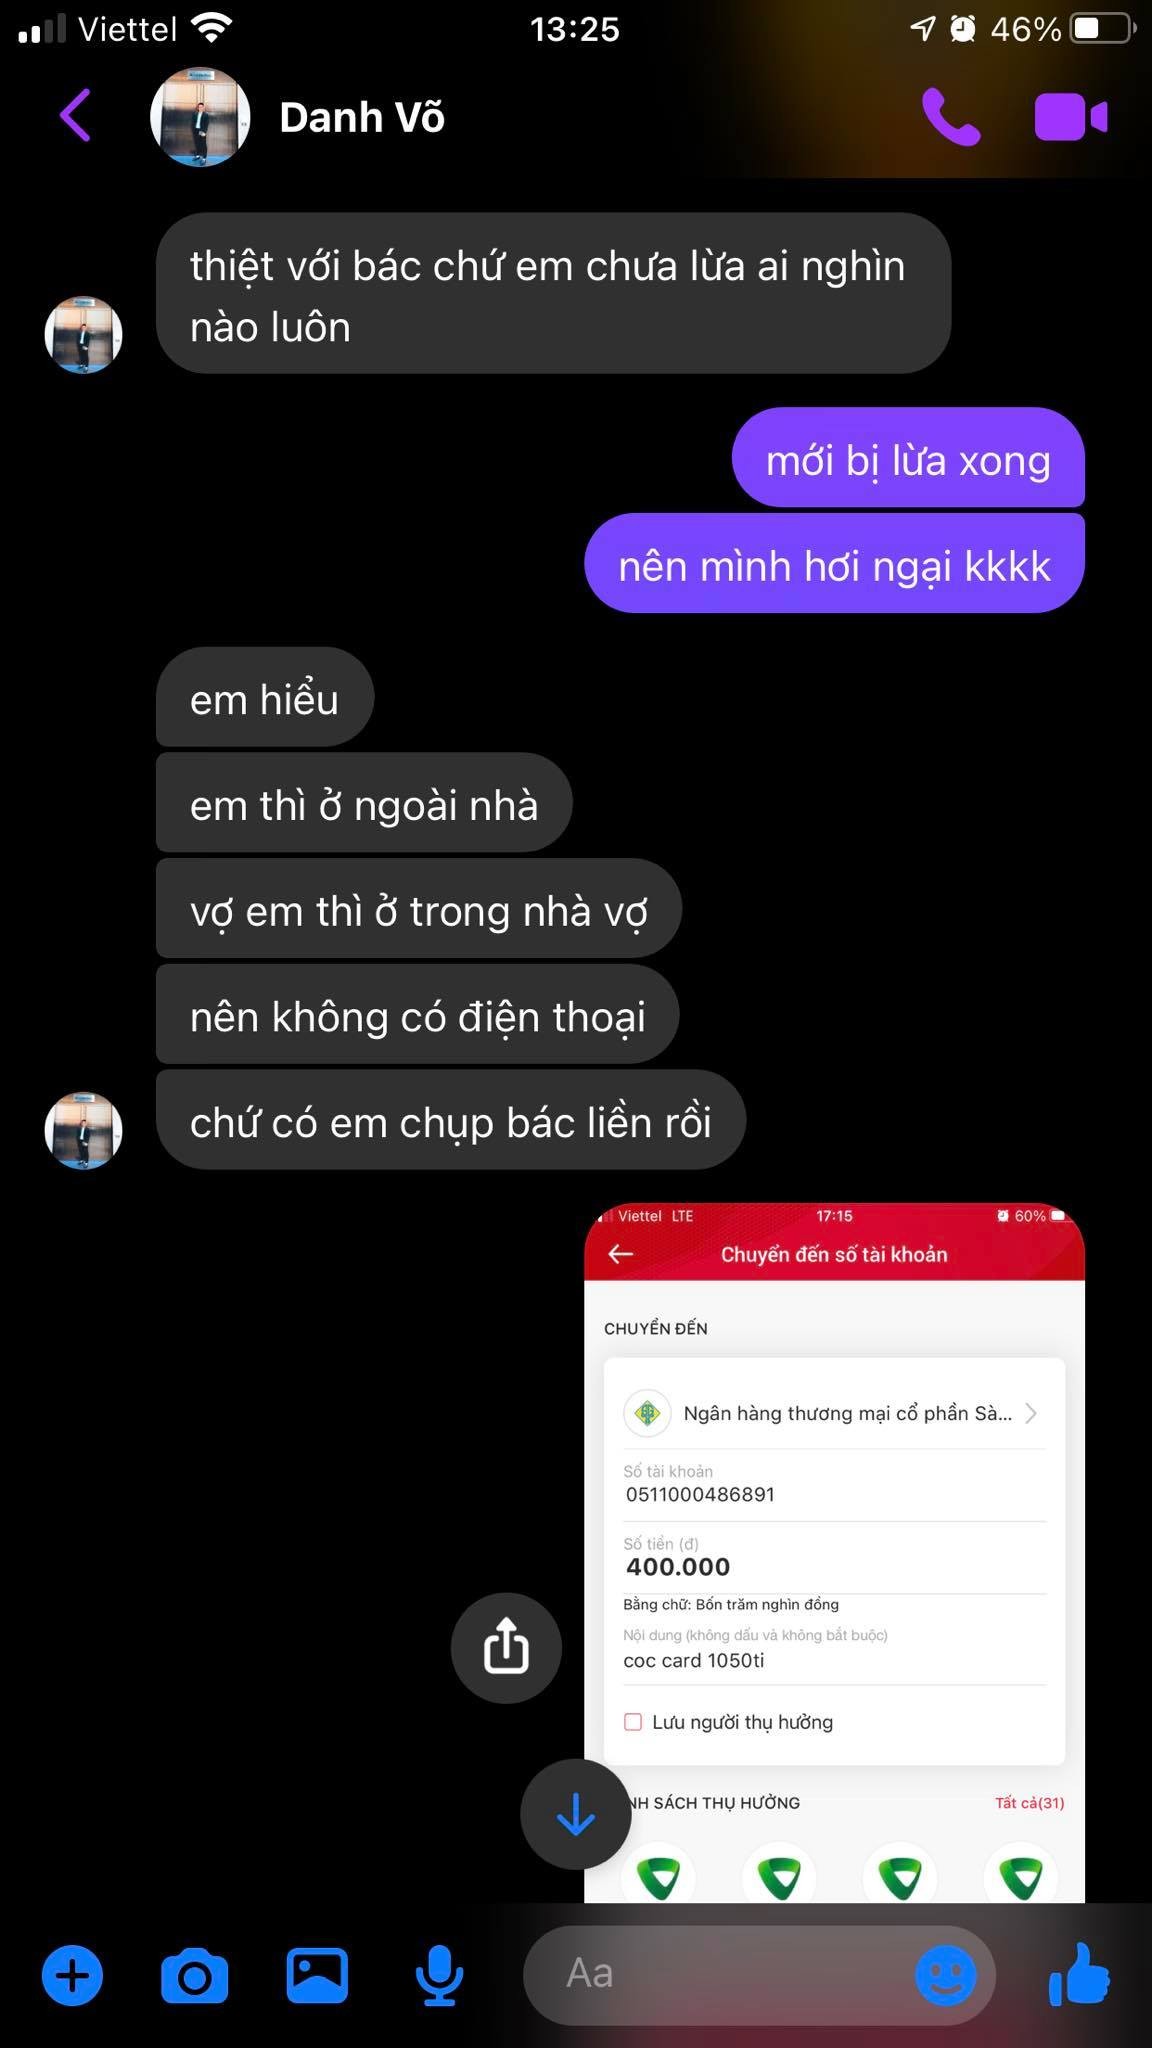 Viettel 13:25 46%
Danh Võ
thiệt với bác chứ em chưa lừa ai nghìn
nào luôn
mới bị lừa xong
nên mình hơi ngại kkkk
em hiểu
em thì ở ngoài nhà
vợ em thì ở trong nhà vợ
nên không có điện thoại
chứ có em chụp bác liền rồi
Viettel LTE 17:15 60%
Chuyển đến số tài khoản
CHUYỂN ĐẾN
Ngân hàng thương mại cổ phần Sà...
Số tài khoản
0511000486891
Số tiền (đ)
400.000
Bằng chữ: Bốn trăm nghìn đồng
Nội dung (không dấu và không bắt buộc)
coc card 1050ti
Lưu người thụ hưởng
NH SÁCH THỤ HƯỞNG Tất cả(31)
Aa